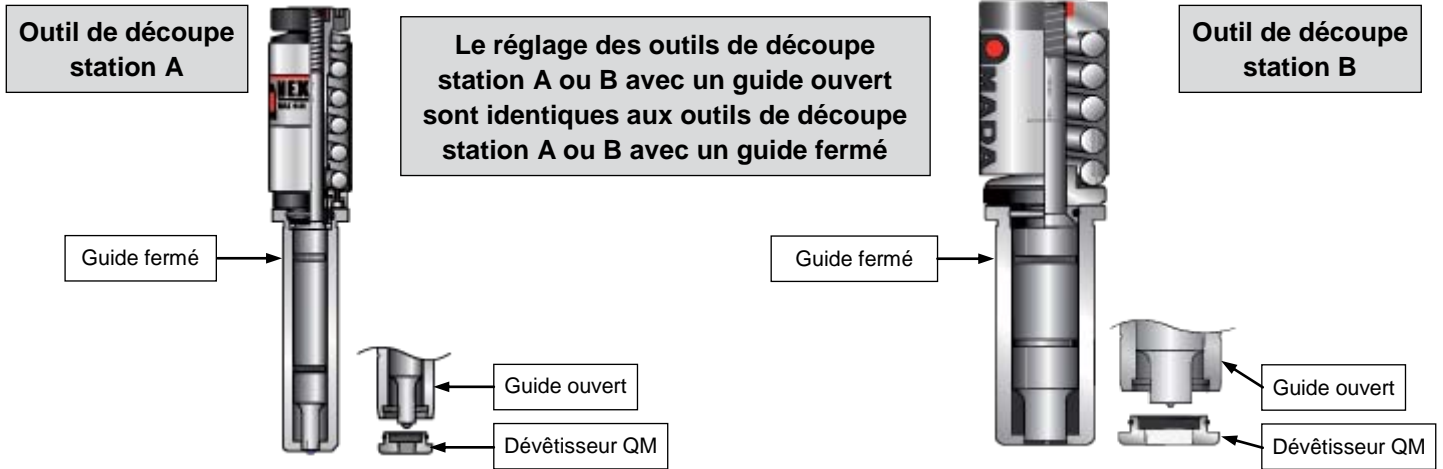 Outil de découpe
station A
Le réglage des outils de découpe
station A ou B avec un guide ouvert
sont identiques aux outils de découpe
station A ou B avec un guide fermé
Outil de découpe
station B
NEX
MADA
Guide fermé
Guide fermé
Guide ouvert
Dévêtisseur QM
Guide ouvert
Dévêtisseur QM